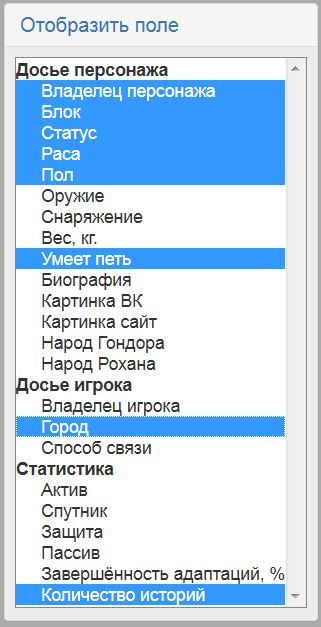 Отобразить поле
Досье персонажа
Владелец персонажа
Блок
Статус
Раса
Пол
Оружие
Снаряжение
Вес, кг.
Умеет петь
Биография
Картинка ВК
Картинка сайт
Народ Гондора
Народ Рохана
Досье игрока
Владелец игрока
Город
Способ связи
Статистика
Актив
Спутник
Защита
Пассив
Завершённость адаптаций, %
Количество историй